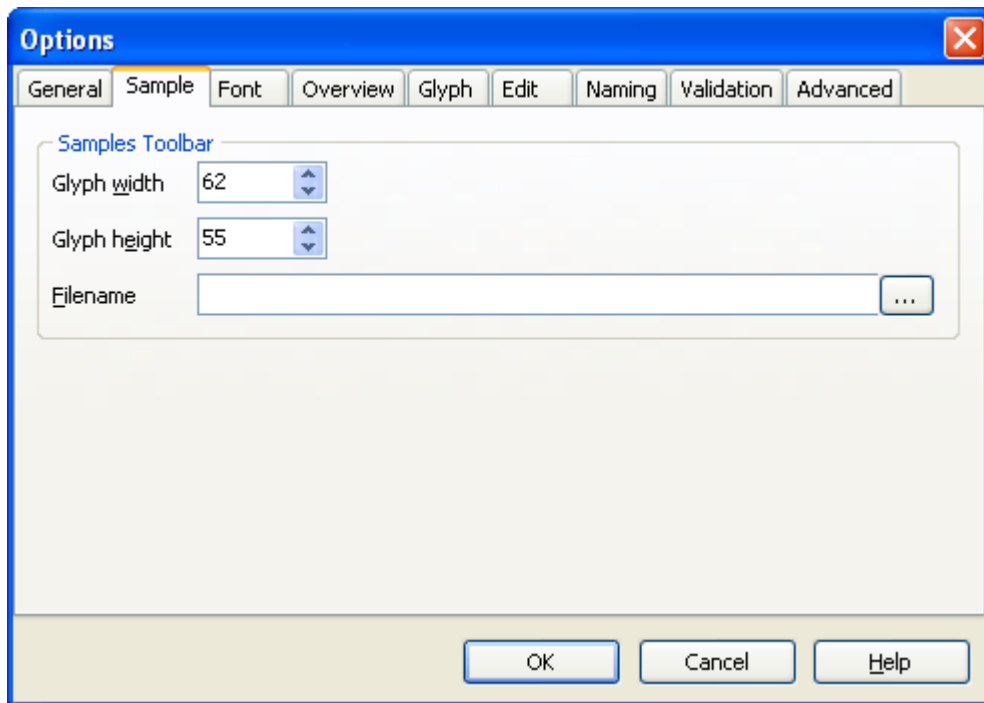 Options
General Sample Font Overview Glyph Edit Naming Validation Advanced
Samples Toolbar
Glyph width 62
Glyph height 55
Filename ...
OK Cancel Help